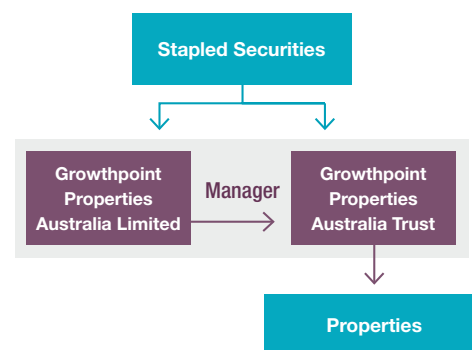 Stapled Securities
Growthpoint
Properties
Australia Limited
Manager
Growthpoint
Properties
Australia Trust
Properties